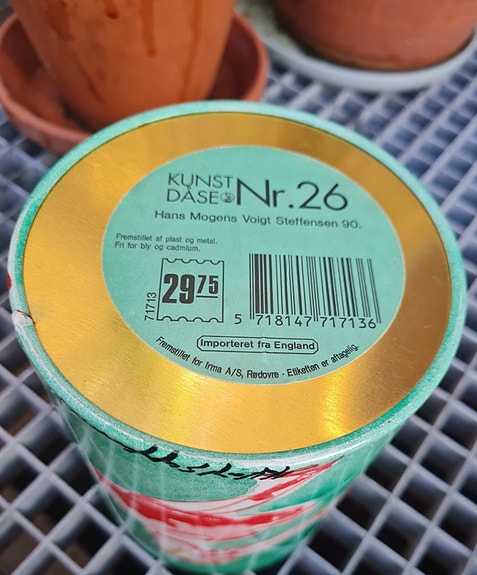 KUNST
DÅSE Nr.26
Hans Mogens Voigt Steffensen 90.
Fremstillet af plast og metal.
Fri for bly og cadmium.
71713
29 75
5 718147 717136
Importeret fra England
Fremstillet for Irma A/S, Rødovre · Etiketten er aftagelig.